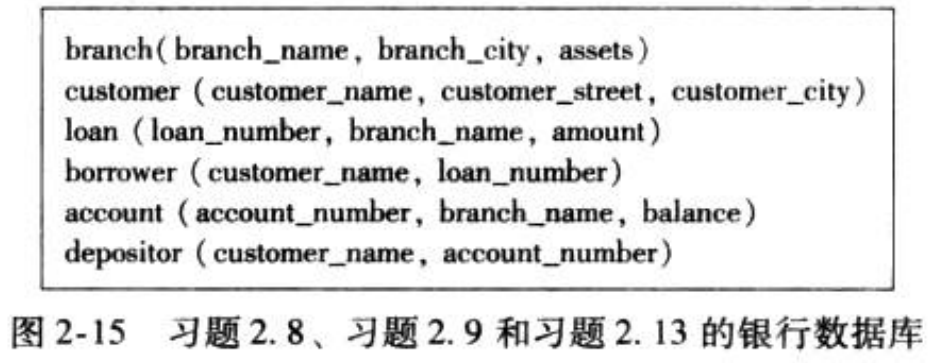 branch( branch_name, branch_city, assets)
customer ( customer_name, customer_street, customer_city)
loan ( loan_number, branch_name, amount)
borrower ( customer_name, loan_number)
account ( account_number, branch_name, balance)
depositor ( customer_name, account_number)
图 2-15 习题 2.8、习题 2.9 和习题 2.13 的银行数据库